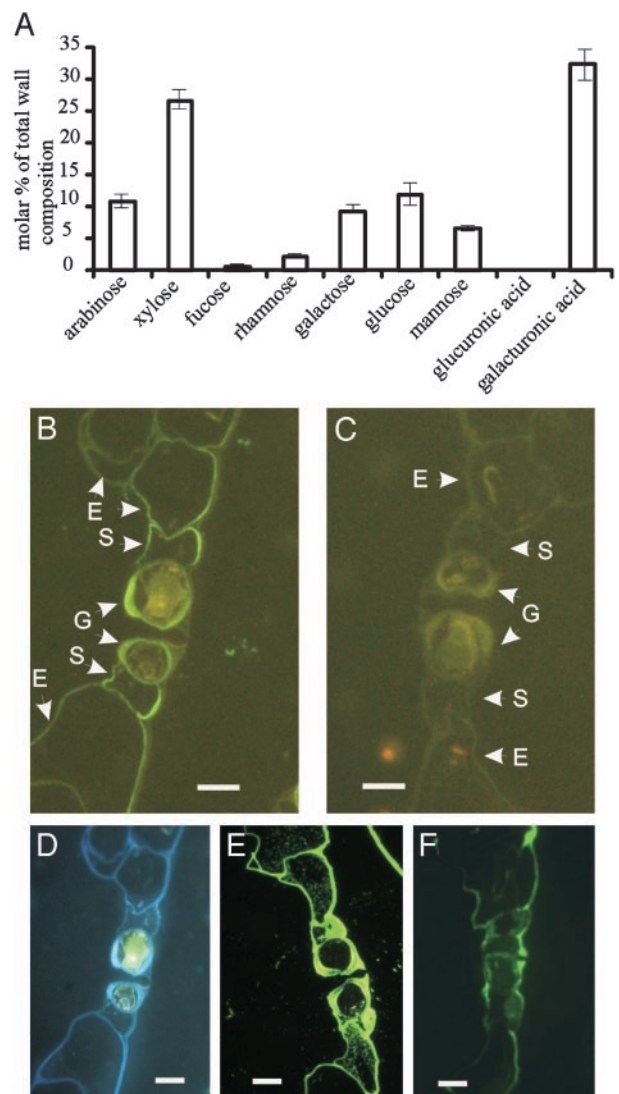 A
molar % of total wall
composition
35
30
25
20
15
10
5
0
arabinose
xylose
fucose
rhamnose
galactose
glucose
mannose
glucuronic acid
galacturonic acid
B
E
S
G
S
E
C
E
S
G
S
E
D
E
F